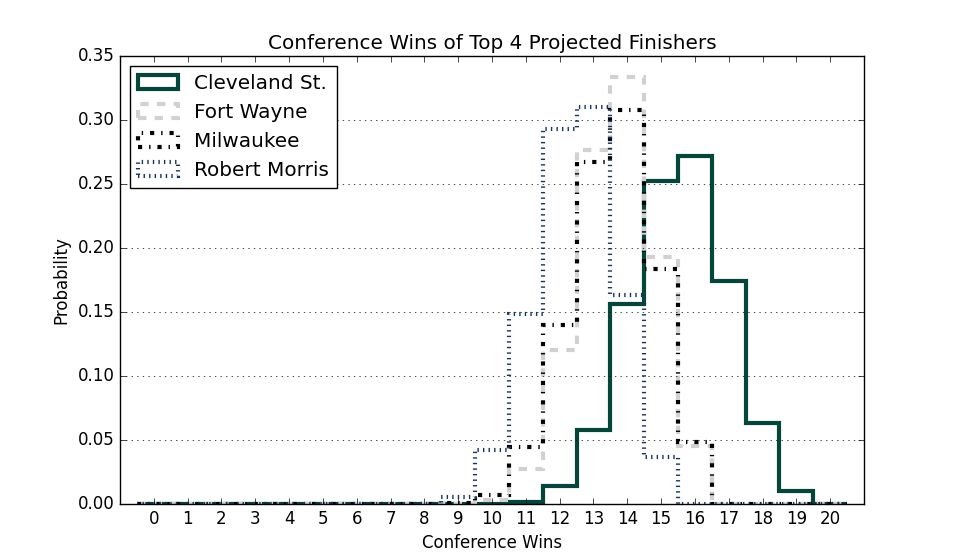 Conference Wins of Top 4 Projected Finishers
0.35
0.30
0.25
0.20
0.15
0.10
0.05
0.00
Probability
Cleveland St.
Fort Wayne
Milwaukee
Robert Morris
0 1 2 3 4 5 6 7 8 9 10 11 12 13 14 15 16 17 18 19 20
Conference Wins